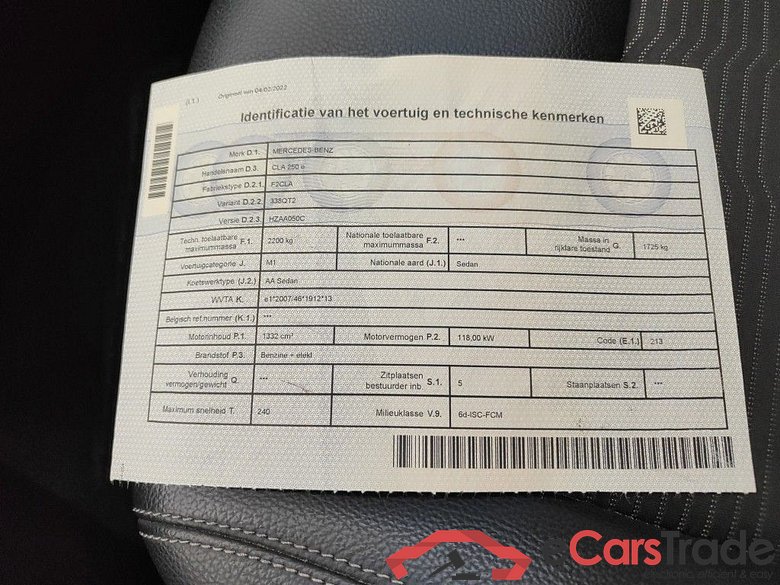 (I.1.) Origineel van 04/02/2022
Identificatie van het voertuig en technische kenmerken
Merk D.1. MERCEDES-BENZ
Handelsnaam D.3. CLA 250 e
Fabriekstype D.2.1. F2CLA
Variant D.2.2. 338QT2
Versie D.2.3. HZAA050C
Techn. toelaatbare maximummassa F.1. 2200 kg Nationale toelaatbare maximummassa F.2. *** Massa in rijklare toestand G. 1725 kg
Voertuigcategorie J. M1 Nationale aard (J.1.) Sedan
Koetswerktype (J.2.) AA Sedan
WVTA K. e1*2007/46*1912*13
Belgisch ref.nummer (K.1.) ***
Motorinhoud P.1. 1332 cm³ Motorvermogen P.2. 118,00 kW Code (E.1.) 213
Brandstof P.3. Benzine + elekt
Verhouding vermogen/gewicht Q. *** Zitplaatsen bestuurder inb. S.1. 5 Staanplaatsen S.2. ***
Maximum snelheid T. 240 Milieuklasse V.9. 6d-ISC-FCM
eCarsTrade